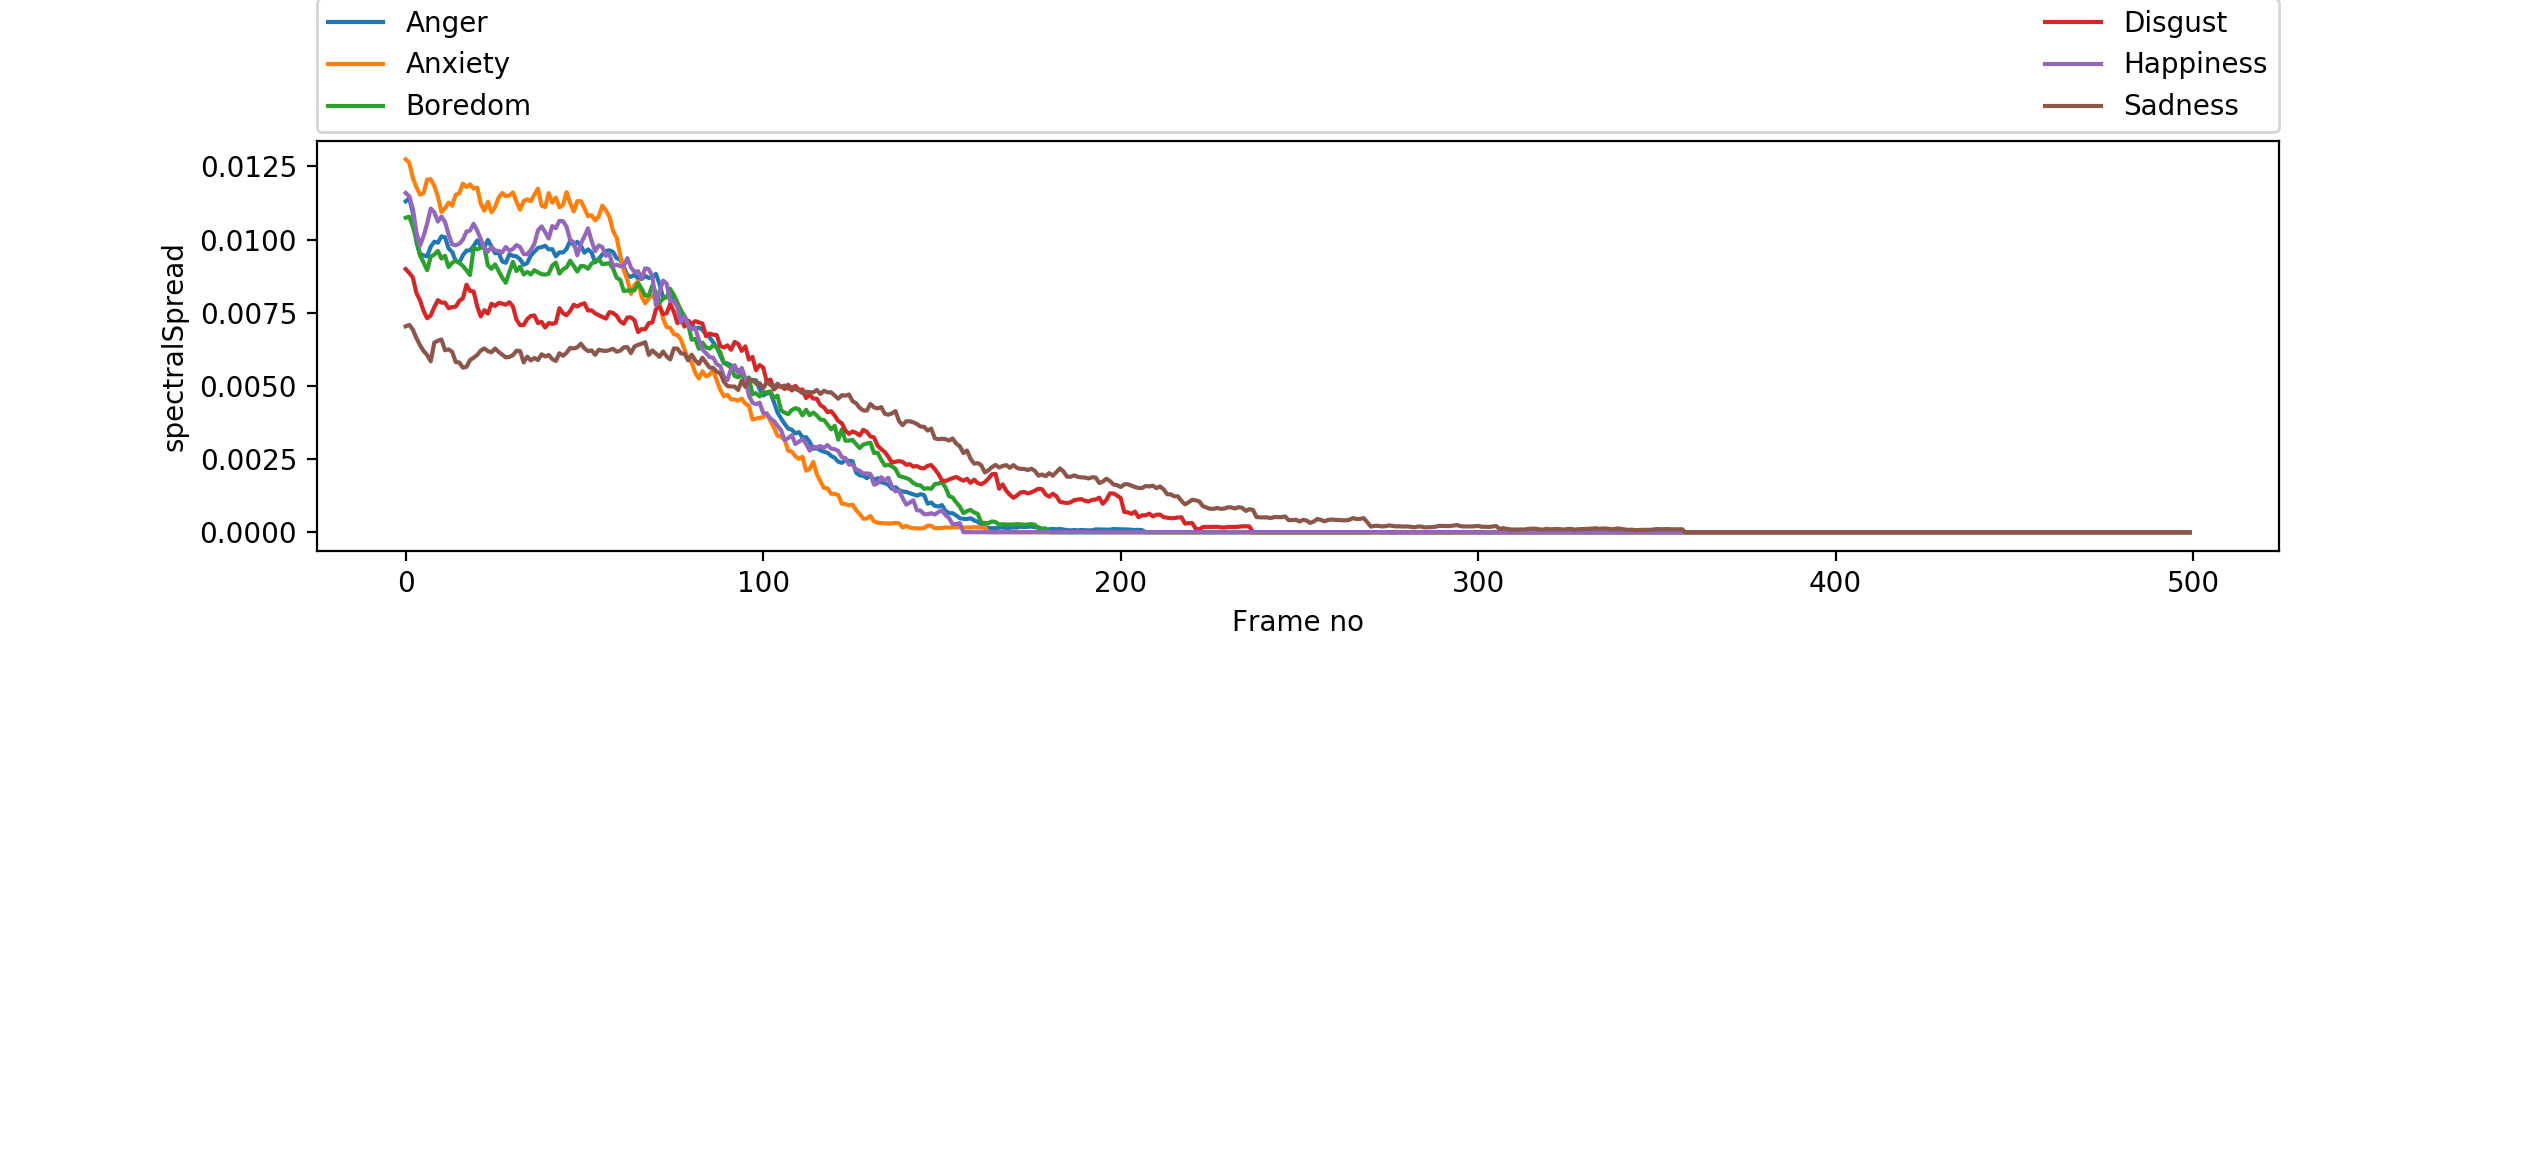 Anger
Anxiety
Boredom
Disgust
Happiness
Sadness
0.0125
0.0100
0.0075
0.0050
0.0025
0.0000
spectralSpread
0 100 200 300 400 500
Frame no